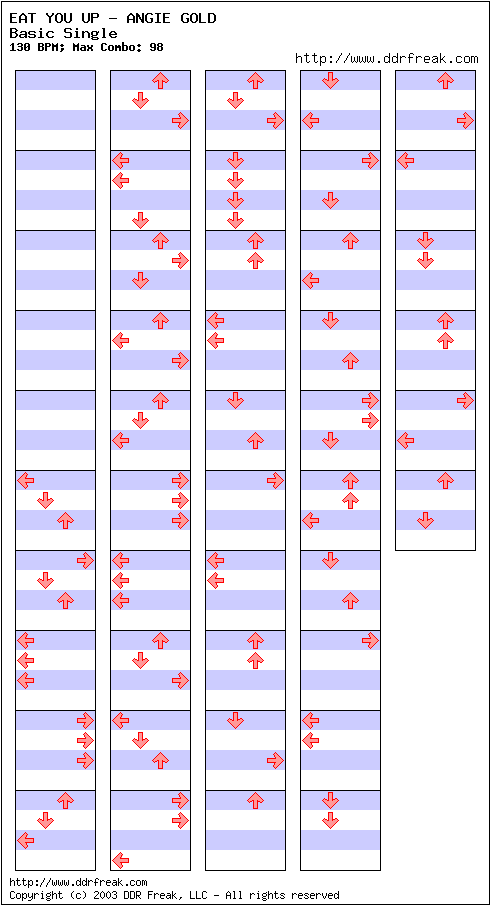 EAT YOU UP - ANGIE GOLD
Basic Single
130 BPM; Max Combo: 98
http://www.ddrfreak.com
http://www.ddrfreak.com
Copyright (c) 2003 DDR Freak, LLC - All rights reserved